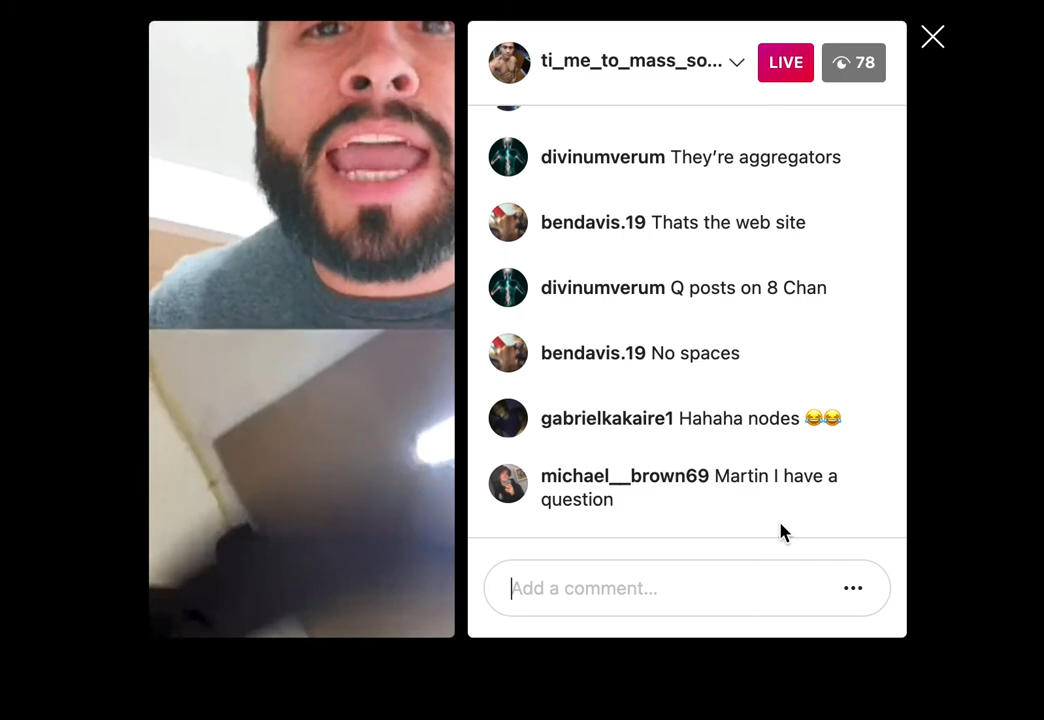 ti_me_to_mass_so...
LIVE
78
divinumverum They’re aggregators
bendavis.19 Thats the web site
divinumverum Q posts on 8 Chan
bendavis.19 No spaces
gabrielkakaire1 Hahaha nodes 😂😂
michael__brown69 Martin I have a
question
Add a comment...